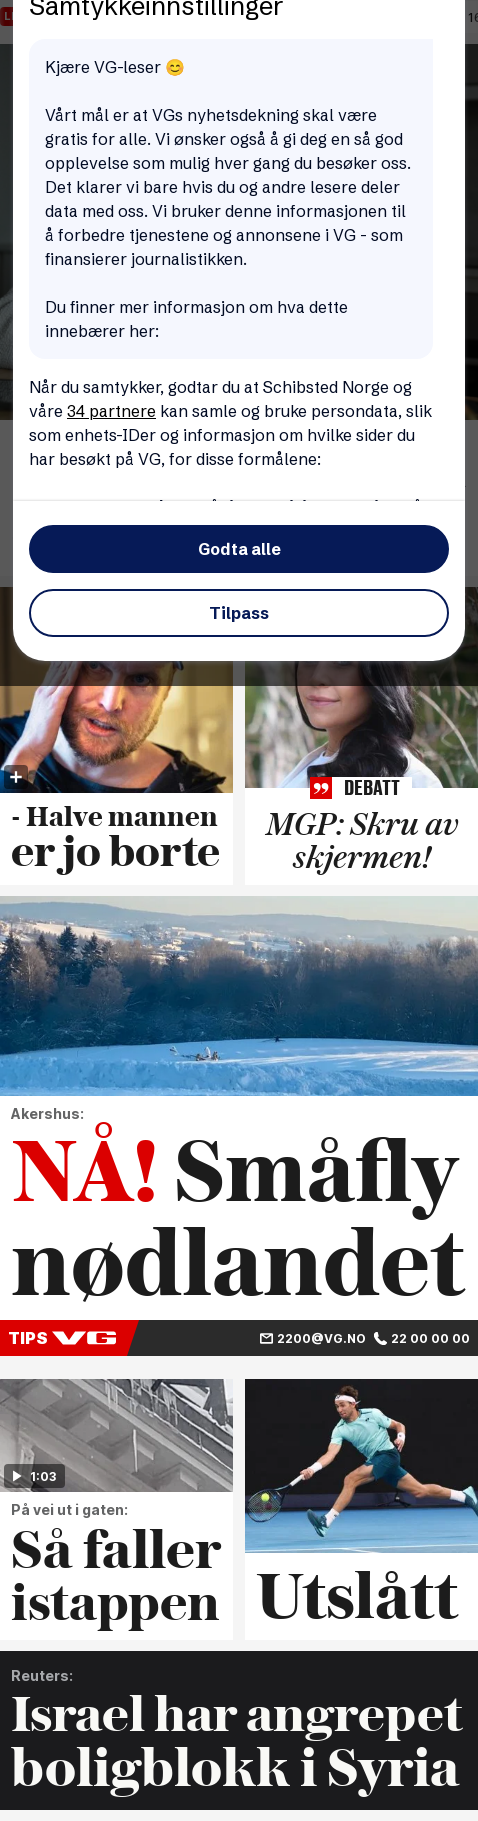 Samtykkeinnstillinger
Kjære VG-leser 😊
Vårt mål er at VGs nyhetsdekning skal være
gratis for alle. Vi ønsker også å gi deg en så god
opplevelse som mulig hver gang du besøker oss.
Det klarer vi bare hvis du og andre lesere deler
data med oss. Vi bruker denne informasjonen til
å forbedre tjenestene og annonsene i VG - som
finansierer journalistikken.
Du finner mer informasjon om hva dette
innebærer her:
Når du samtykker, godtar du at Schibsted Norge og
våre 34 partnere kan samle og bruke persondata, slik
som enhets-IDer og informasjon om hvilke sider du
har besøkt på VG, for disse formålene:
Godta alle
Tilpass
- Halve mannen
er jo borte
DEBATT
MGP: Skru av
skjermen!
Akershus:
NÅ! Småfly
nødlandet
TIPS VG 2200@VG.NO 22 00 00 00
1:03
På vei ut i gaten:
Så faller
istappen
Utslått
Reuters:
Israel har angrepet
boligblokk i Syria